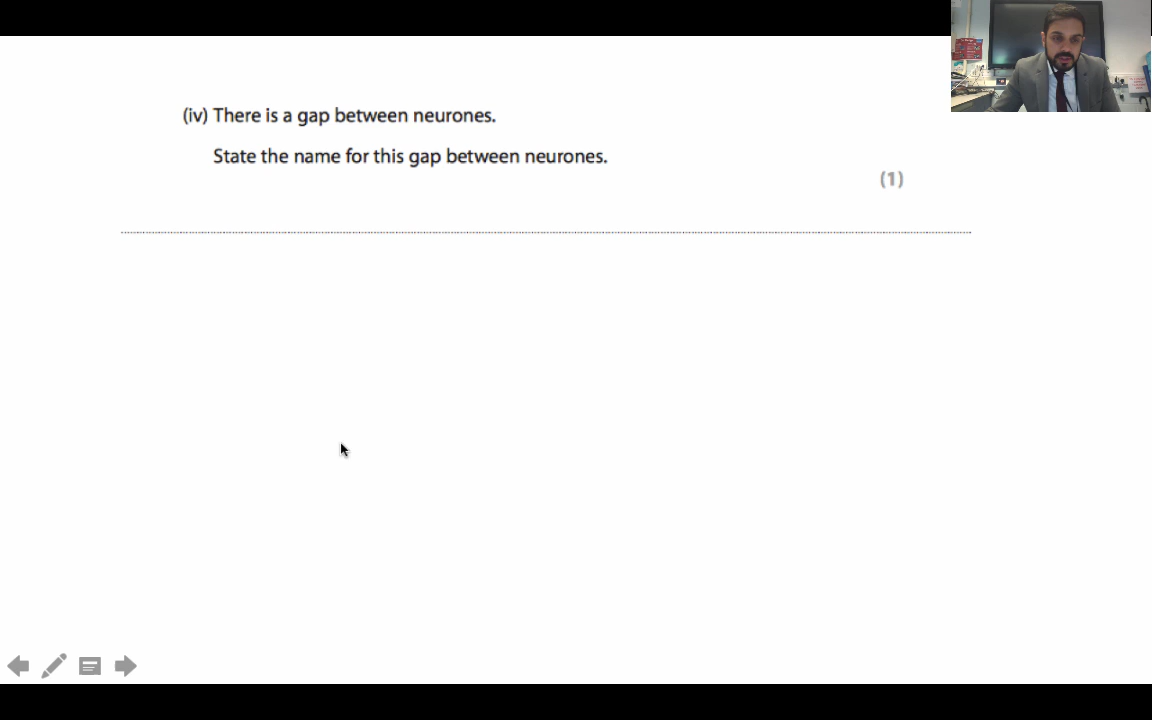 (iv) There is a gap between neurones.
State the name for this gap between neurones.
(1)